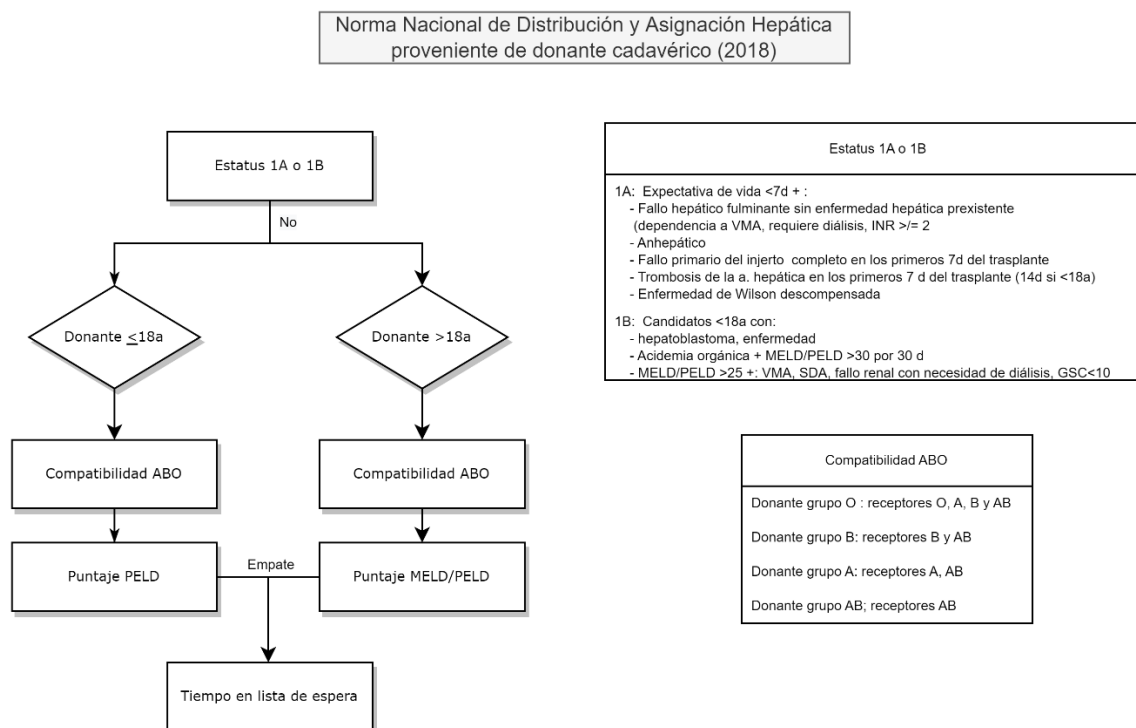 Norma Nacional de Distribución y Asignación Hepática
proveniente de donante cadavérico (2018)
Estatus 1A o 1B
No
Donante ≤18a
Donante >18a
Compatibilidad ABO
Compatibilidad ABO
Puntaje PELD
Empate
Puntaje MELD/PELD
Tiempo en lista de espera
Estatus 1A o 1B
1A: Expectativa de vida <7d + :
- Fallo hepático fulminante sin enfermedad hepática prexistente
(dependencia a VMA, requiere diálisis, INR >/= 2
- Anhepático
- Fallo primario del injerto completo en los primeros 7d del trasplante
- Trombosis de la a. hepática en los primeros 7 d del trasplante (14d si <18a)
- Enfermedad de Wilson descompensada
1B: Candidatos <18a con:
- hepatoblastoma, enfermedad
- Acidemia orgánica + MELD/PELD >30 por 30 d
- MELD/PELD >25 +: VMA, SDA, fallo renal con necesidad de diálisis, GSC<10
Compatibilidad ABO
Donante grupo O : receptores O, A, B y AB
Donante grupo B: receptores B y AB
Donante grupo A: receptores A, AB
Donante grupo AB; receptores AB